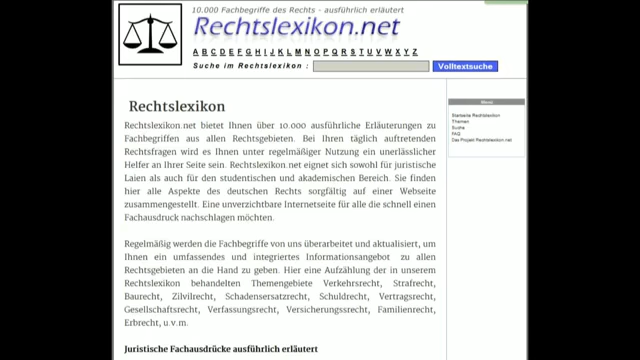 10.000 Fachbegriffe des Rechts - ausführlich erläutert
Rechtslexikon.net
A B C D E F G H I J K L M N O P Q R S T U V W X Y Z
Suche im Rechtslexikon :
Volltextsuche
Menü
Startseite Rechtslexikon
Themen
Suche
FAQ
Das Projekt Rechtslexikon.net
Rechtslexikon
Rechtslexikon.net bietet Ihnen über 10.000 ausführliche Erläuterungen zu
Fachbegriffen aus allen Rechtsgebieten. Bei Ihren täglich auftretenden
Rechtsfragen wird es Ihnen unter regelmäßiger Nutzung ein unerlässlicher
Helfer an Ihrer Seite sein. Rechtslexikon.net eignet sich sowohl für juristische
Laien als auch für den studentischen und akademischen Bereich. Sie finden
hier alle Aspekte des deutschen Rechts sorgfältig auf einer Webseite
zusammengestellt. Eine unverzichtbare Internetseite für alle die schnell einen
Fachausdruck nachschlagen möchten.
Regelmäßig werden die Fachbegriffe von uns überarbeitet und aktualisiert, um
Ihnen ein umfassendes und integriertes Informationsangebot zu allen
Rechtsgebieten an die Hand zu geben. Hier eine Aufzählung der in unserem
Rechtslexikon behandelten Themengebiete Verkehrsrecht, Strafrecht,
Baurecht, Zilvilrecht, Schadensersatzrecht, Schuldrecht, Vertragsrecht,
Gesellschaftsrecht, Verfassungsrecht, Versicherungssrecht, Familienrecht,
Erbrecht, u.v.m.
Juristische Fachausdrücke ausführlich erläutert